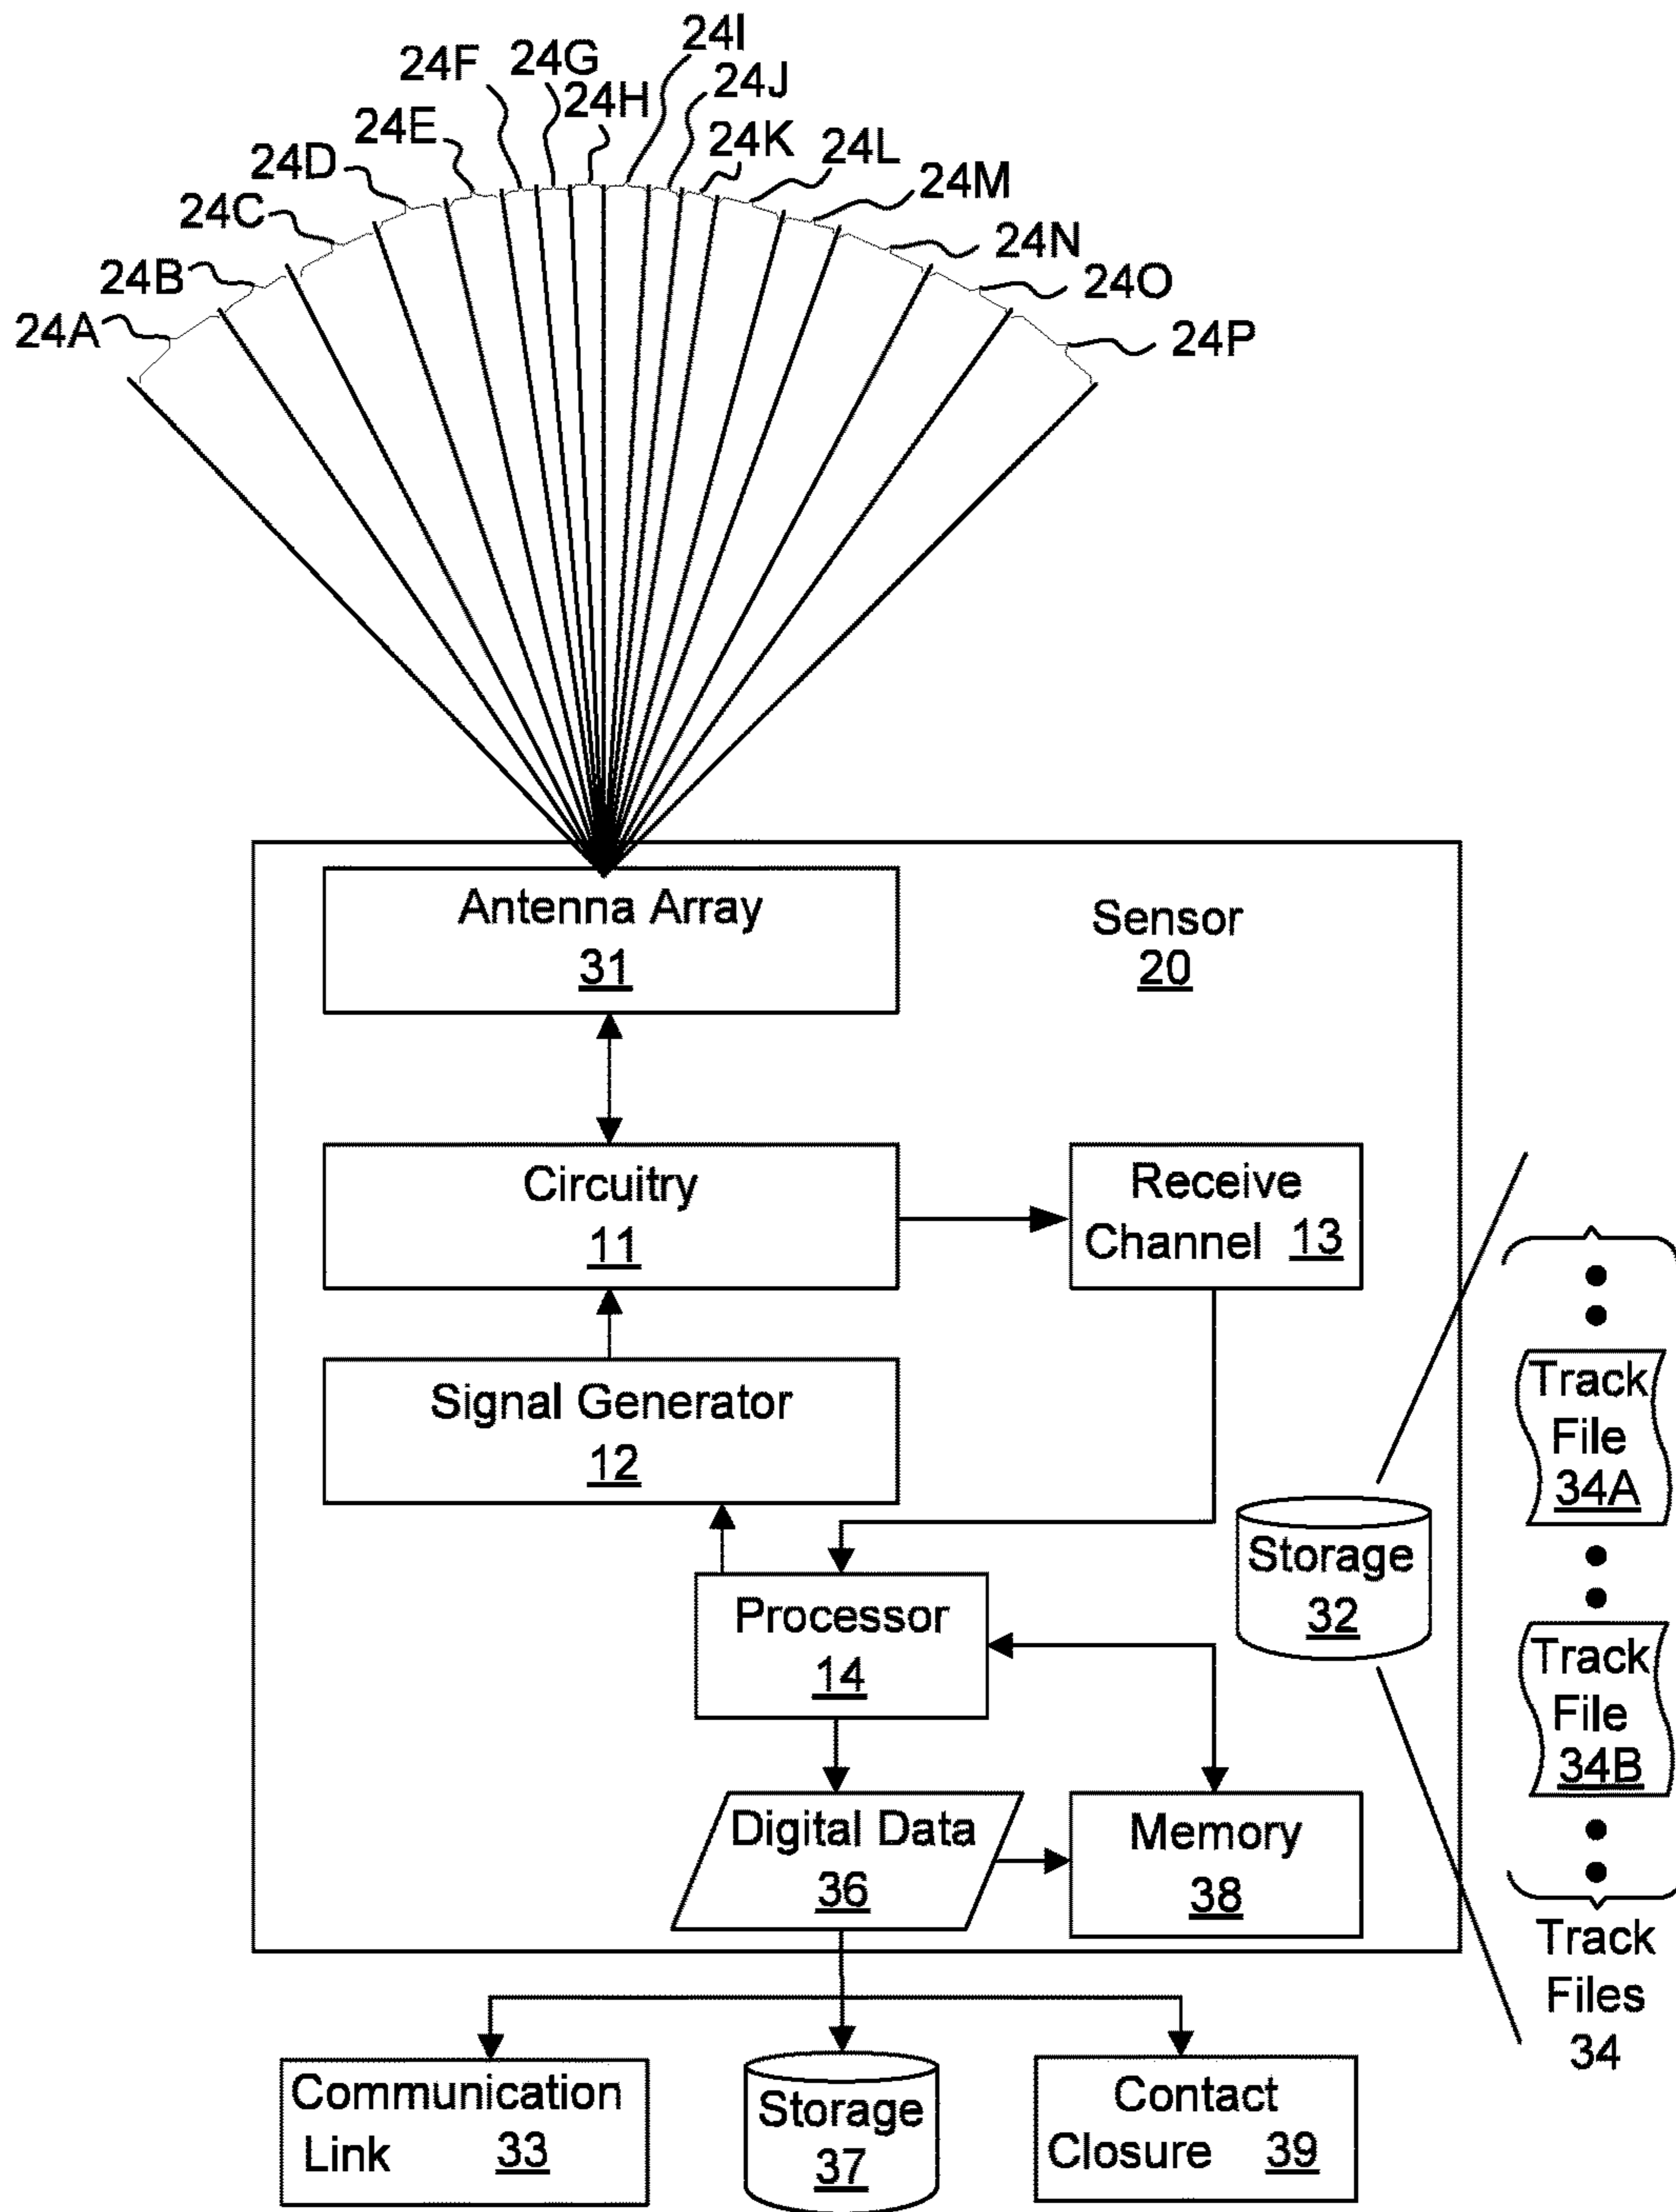 24I
24G
24F
24J
24H
24E
24K
24L
24D
24M
24C
24N
24B
24O
24A
24P
Antenna Array
31
Sensor
20
Circuitry
11
Receive
Channel 13
Signal Generator
12
Processor
14
Storage
32
Track
File
34A
Track
File
34B
Track
Files
34
Digital Data
36
Memory
38
Communication
Link 33
Storage
37
Contact
Closure 39